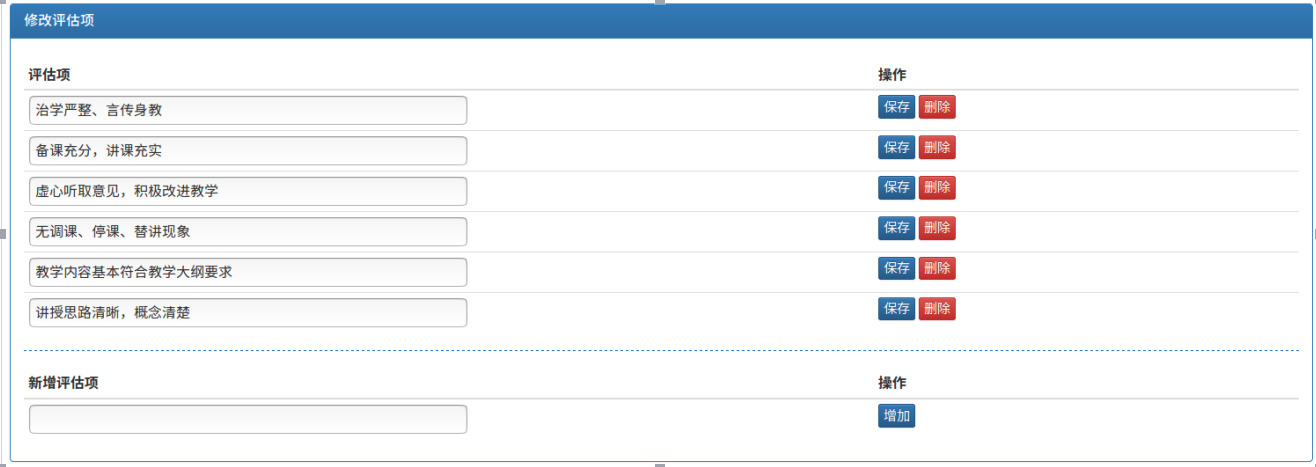 修改评估项
评估项 操作
治学严整、言传身教 保存 删除
备课充分，讲课充实 保存 删除
虚心听取意见，积极改进教学 保存 删除
无调课、停课、替讲现象 保存 删除
教学内容基本符合教学大纲要求 保存 删除
讲授思路清晰，概念清楚 保存 删除
新增评估项 操作
增加